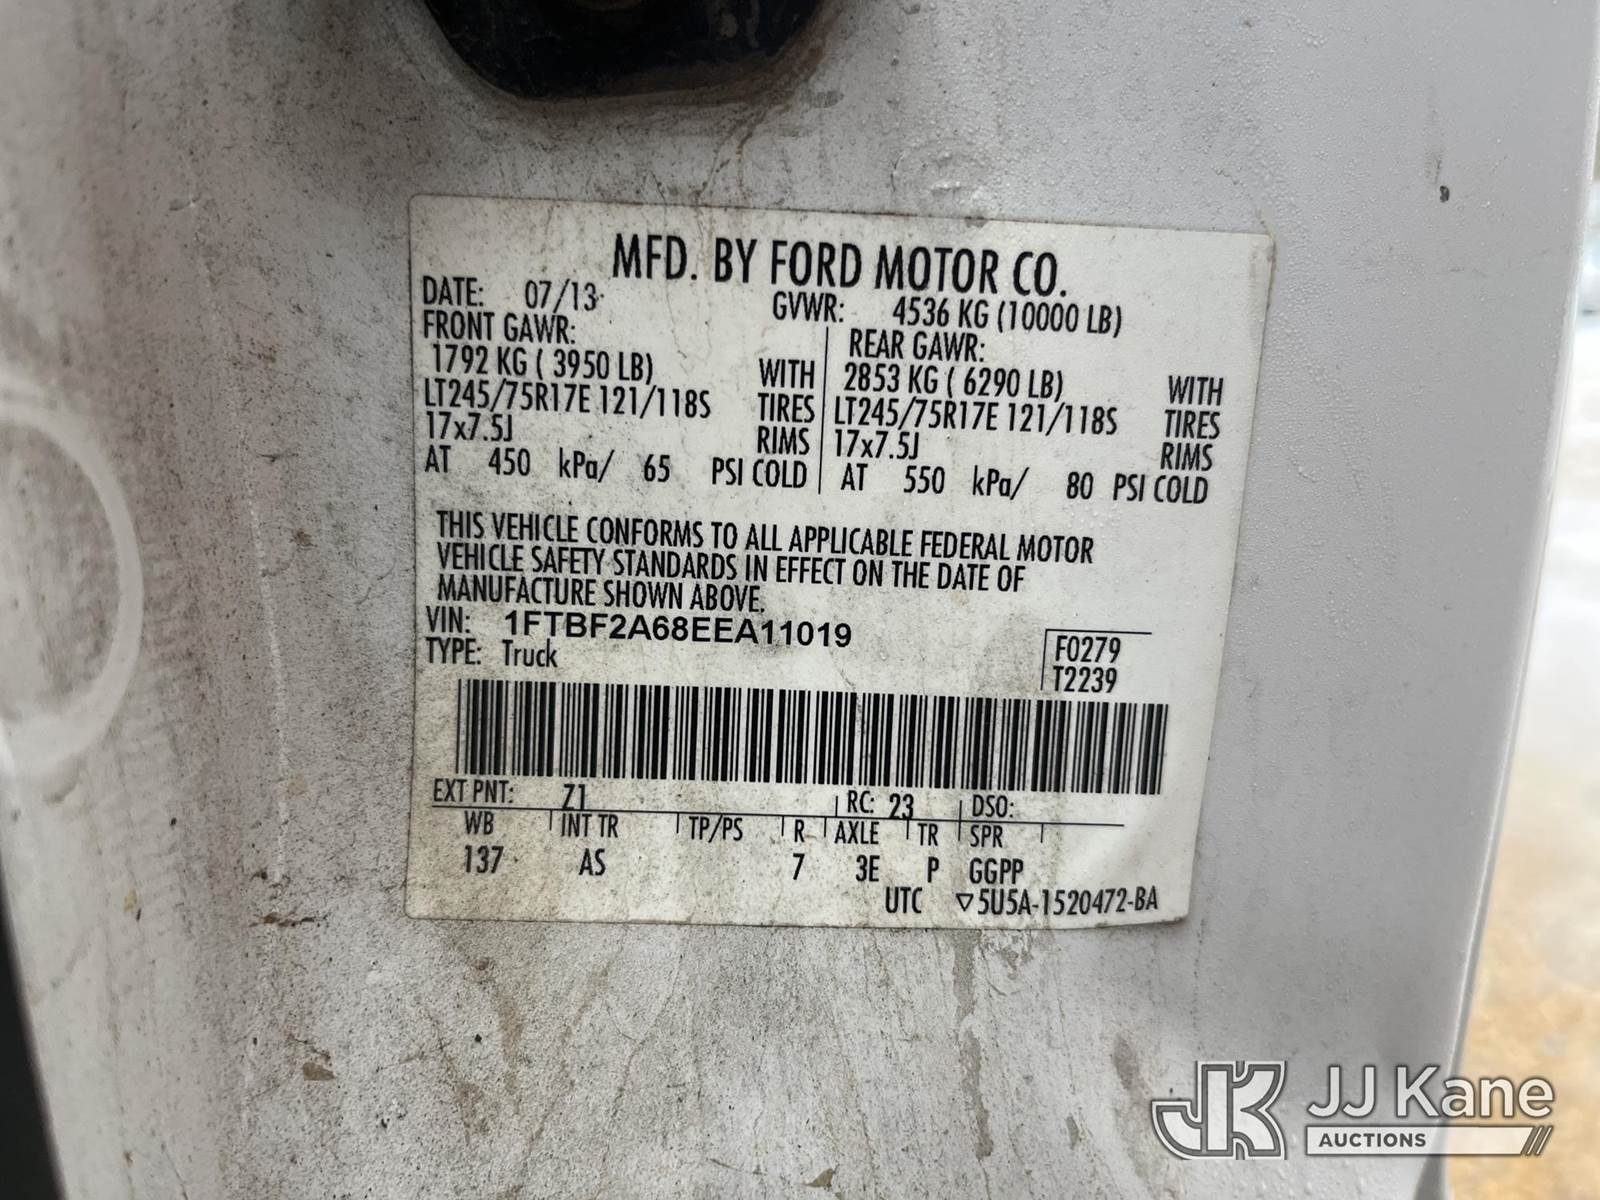 MFD. BY FORD MOTOR CO.
DATE: 07/13 GVWR: 4536 KG (10000 LB)
FRONT GAWR: REAR GAWR:
1792 KG ( 3950 LB) WITH 2853 KG ( 6290 LB) WITH
LT245/75R17E 121/118S TIRES LT245/75R17E 121/118S TIRES
17x7.5J RIMS 17x7.5J RIMS
AT 450 kPa/ 65 PSI COLD AT 550 kPa/ 80 PSI COLD
THIS VEHICLE CONFORMS TO ALL APPLICABLE FEDERAL MOTOR
VEHICLE SAFETY STANDARDS IN EFFECT ON THE DATE OF
MANUFACTURE SHOWN ABOVE.
VIN: 1FTBF2A68EEA11019
TYPE: Truck
F0279
T2239
EXT PNT: Z1 RC: 23 DSO:
WB INT TR TP/PS R AXLE TR SPR
137 AS 7 3E P GGPP
UTC ▽5U5A-1520472-BA
JK JJ Kane
AUCTIONS